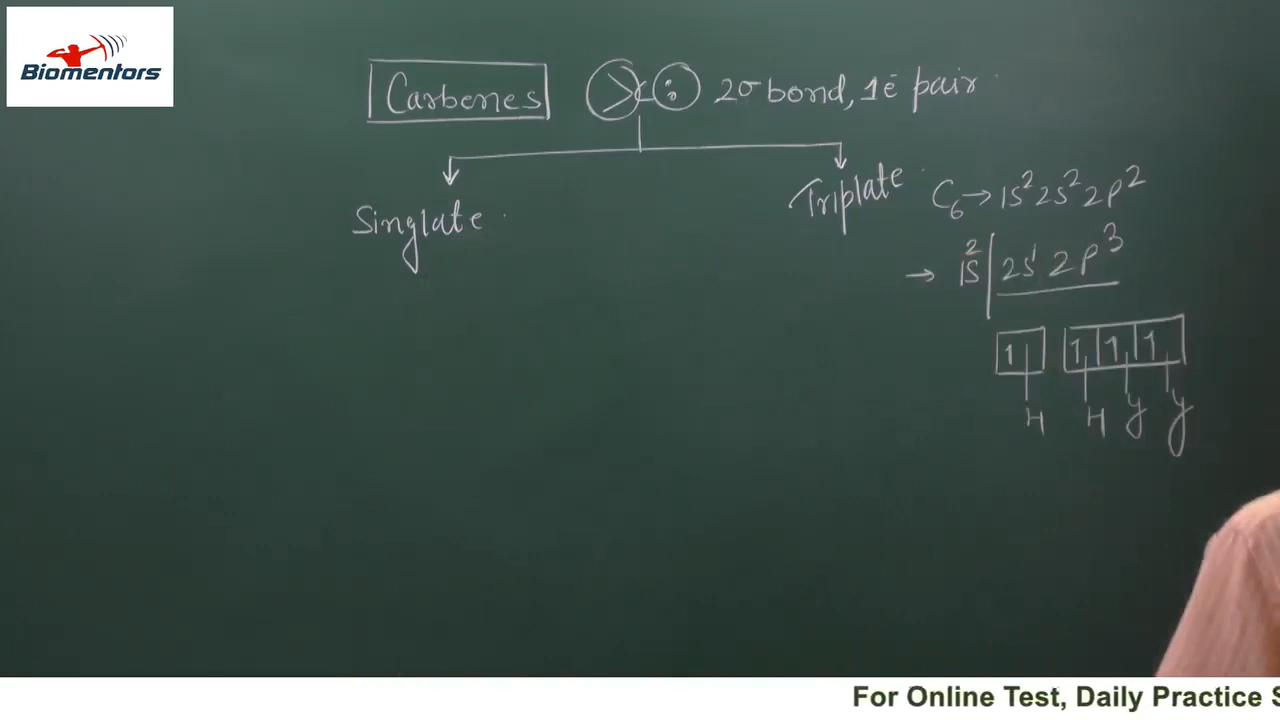 Biomentors
Carbenes >C: 2σ bond, 1ē pair
Singlate
Triplate
C₆ → 1S² 2S² 2P²
→ 1S² | 2S¹ 2P³
1 1 1 1
H H y y
For Online Test, Daily Practice S